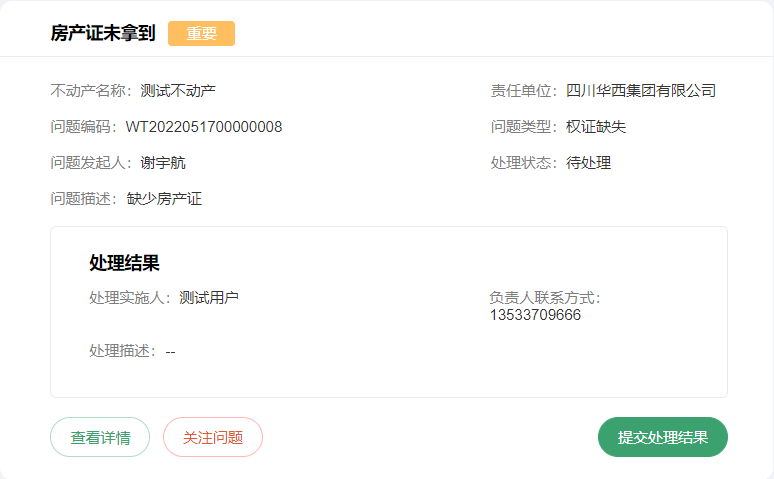 房产证未拿到 重要
不动产名称：测试不动产 责任单位：四川华西集团有限公司
问题编码：WT2022051700000008 问题类型：权证缺失
问题发起人：谢宇航 处理状态：待处理
问题描述：缺少房产证
处理结果
处理实施人：测试用户 负责人联系方式：
13533709666
处理描述：--
查看详情 关注问题 提交处理结果